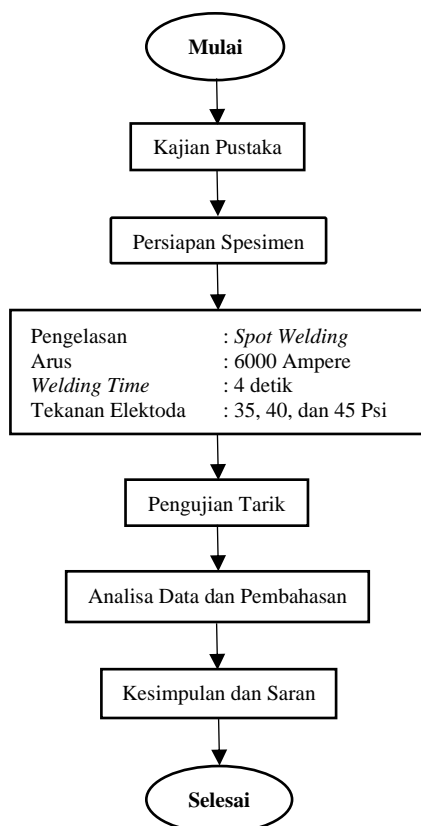 Mulai
Kajian Pustaka
Persiapan Spesimen
Pengelasan : Spot Welding
Arus : 6000 Ampere
Welding Time : 4 detik
Tekanan Elektoda : 35, 40, dan 45 Psi
Pengujian Tarik
Analisa Data dan Pembahasan
Kesimpulan dan Saran
Selesai